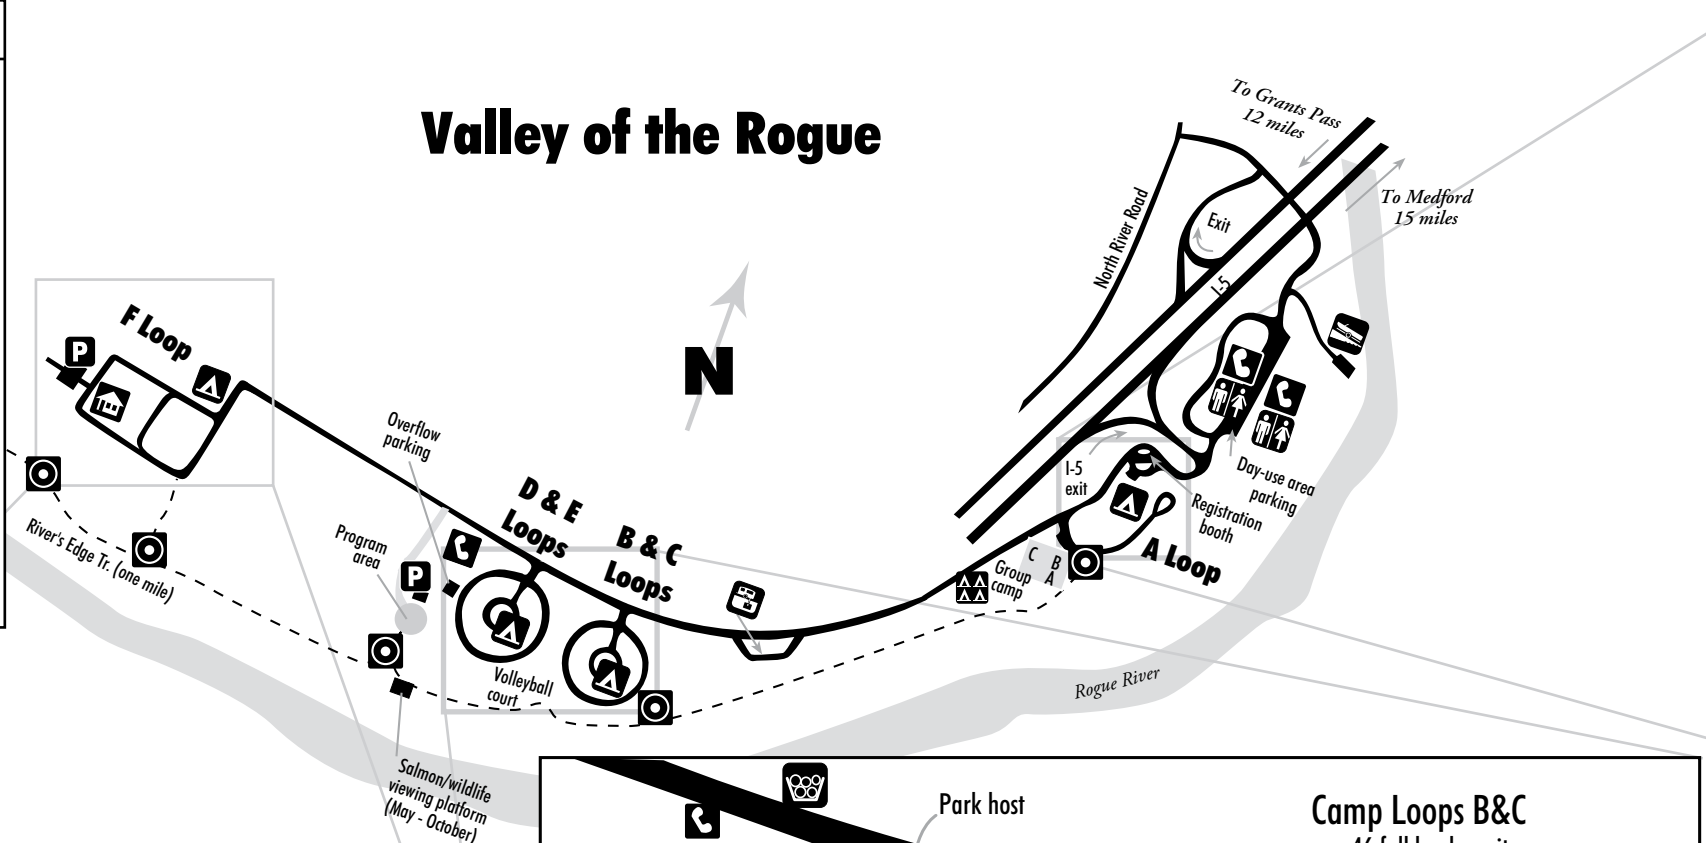 Valley of the Rogue
To Grants Pass
12 miles
To Medford
15 miles
North River Road
Exit
I-5
F Loop
P
N
Overflow
parking
I-5
exit
Day-use area
parking
Registration
booth
D & E
Loops
B & C
Loops
Program
area
P
River's Edge Tr. (one mile)
C
B
A
Group
camp
A Loop
Volleyball
court
Rogue River
Salmon/wildlife
viewing platform
(May - October)
Park host
Camp Loops B&C